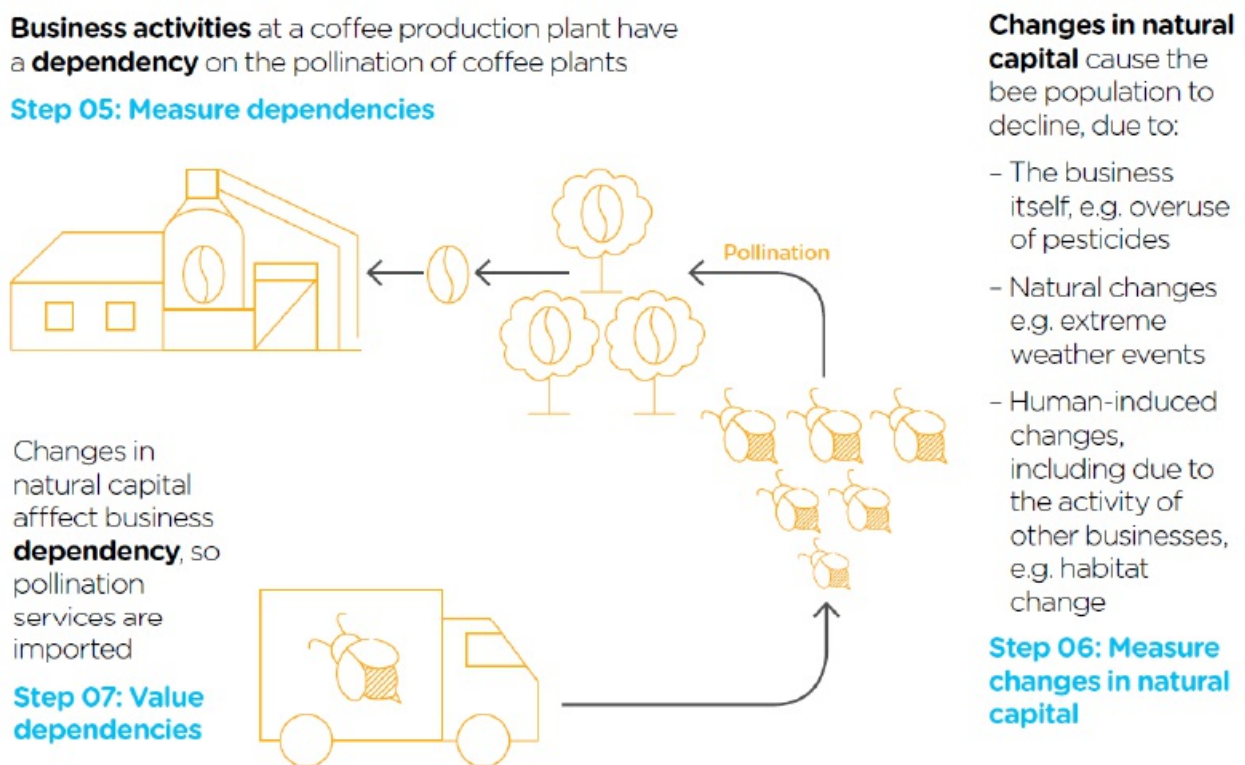 Business activities at a coffee production plant have
a dependency on the pollination of coffee plants
Step 05: Measure dependencies
Pollination
Changes in natural
capital cause the
bee population to
decline, due to:
– The business
itself, e.g. overuse
of pesticides
– Natural changes
e.g. extreme
weather events
– Human-induced
changes,
including due to
the activity of
other businesses,
e.g. habitat
change
Step 06: Measure
changes in natural
capital
Changes in
natural capital
afffect business
dependency, so
pollination
services are
imported
Step 07: Value
dependencies